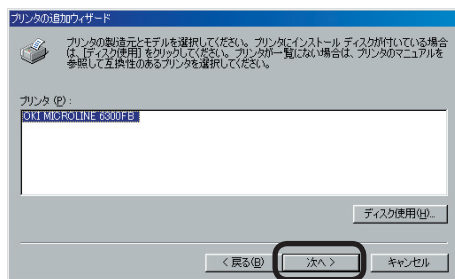 プリンタの追加ウィザード
プリンタの製造元とモデルを選択してください。プリンタにインストール ディスクが付いている場合
は、[ディスク使用] をクリックしてください。プリンタが一覧にない場合は、プリンタのマニュアルを
参照して互換性のあるプリンタを選択してください。
プリンタ (P):
OKI MICROLINE 6300FB
ディスク使用(H)...
< 戻る(B)
次へ >
キャンセル